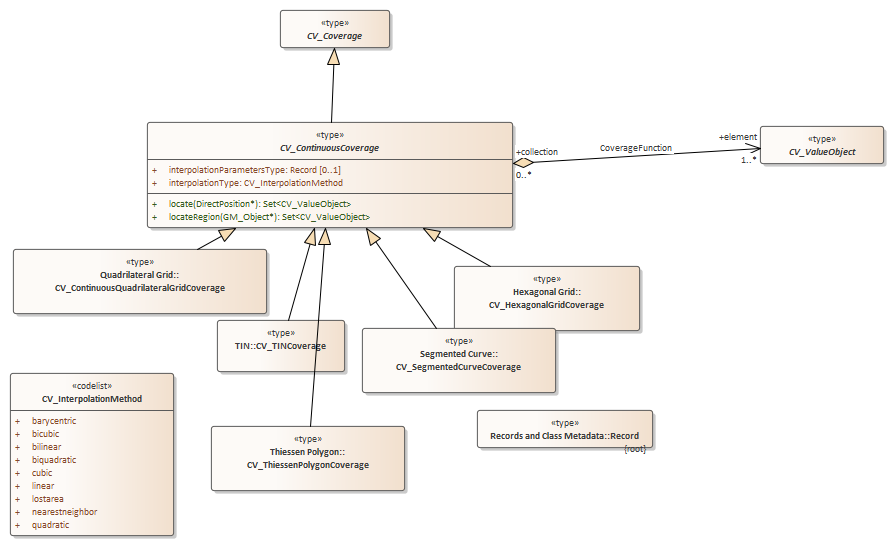 «type»
CV_Coverage
«type»
CV_ContinuousCoverage
+ interpolationParametersType: Record [0..1]
+ interpolationType: CV_InterpolationMethod
+ locate(DirectPosition*): Set<CV_ValueObject>
+ locateRegion(GM_Object*): Set<CV_ValueObject>
+collection
0..*
CoverageFunction
+element
1..*
«type»
CV_ValueObject
«type»
Quadrilateral Grid::
CV_ContinuousQuadrilateralGridCoverage
«type»
Hexagonal Grid::
CV_HexagonalGridCoverage
«type»
TIN::CV_TINCoverage
«type»
Segmented Curve::
CV_SegmentedCurveCoverage
«codelist»
CV_InterpolationMethod
+ barycentric
+ bicubic
+ bilinear
+ biquadratic
+ cubic
+ linear
+ lostarea
+ nearestneighbor
+ quadratic
«type»
Thiessen Polygon::
CV_ThiessenPolygonCoverage
«type»
Records and Class Metadata::Record
{root}